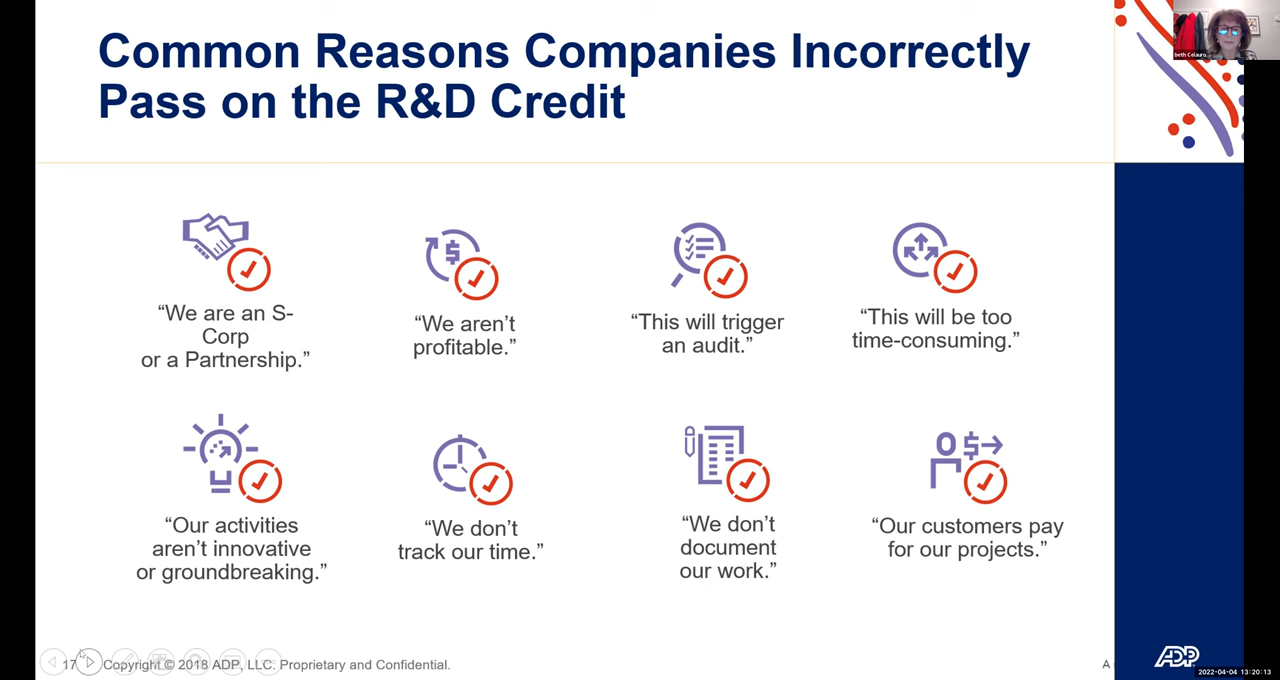 Common Reasons Companies Incorrectly
Pass on the R&D Credit
beth Celauro
“We are an S-
Corp
or a Partnership.”
“We aren’t
profitable.”
“This will trigger
an audit.”
“This will be too
time-consuming.”
“Our activities
aren’t innovative
or groundbreaking.”
“We don’t
track our time.”
“We don’t
document
our work.”
“Our customers pay
for our projects.”
17
Copyright © 2018 ADP, LLC. Proprietary and Confidential.
A
ADP
2022-04-04 13:20:13